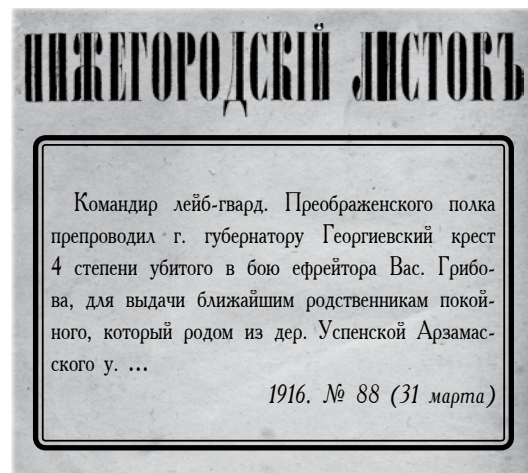 НИЖЕГОРОДСКІЙ ЛИСТОКЪ
Командир лейб-гвард. Преображенского полка
препроводил г. губернатору Георгиевский крест
4 степени убитого в бою ефрейтора Вас. Грибо-
ва, для выдачи ближайшим родственникам покой-
ного, который родом из дер. Успенской Арзамас-
ского у. ...
1916. № 88 (31 марта)